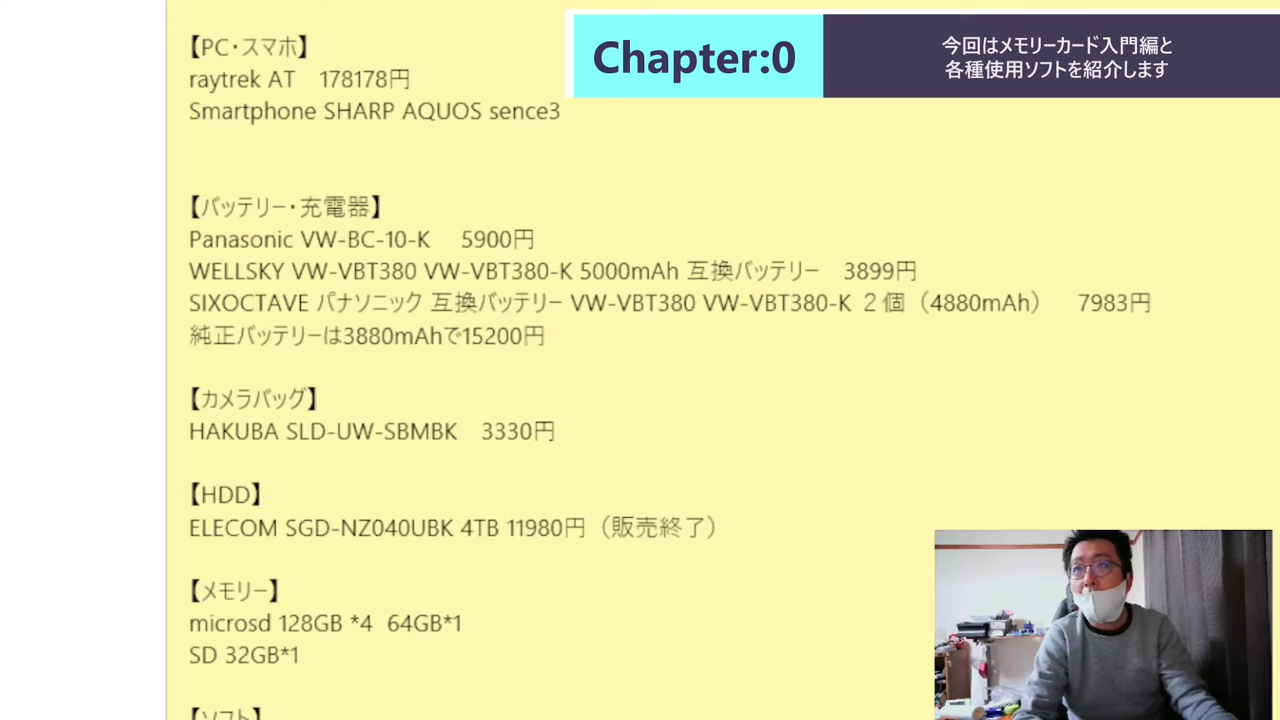 【PC・スマホ】
raytrek AT　178178円
Smartphone SHARP AQUOS sence3
Chapter:0
今回はメモリーカード入門編と
各種使用ソフトを紹介します
【バッテリー・充電器】
Panasonic VW-BC-10-K　5900円
WELLSKY VW-VBT380 VW-VBT380-K 5000mAh 互換バッテリー　3899円
SIXOCTAVE パナソニック 互換バッテリー VW-VBT380 VW-VBT380-K ２個（4880mAh）　7983円
純正バッテリーは3880mAhで15200円
【カメラバッグ】
HAKUBA SLD-UW-SBMBK　3330円
【HDD】
ELECOM SGD-NZ040UBK 4TB 11980円（販売終了）
【メモリー】
microsd 128GB *4  64GB*1
SD 32GB*1
【ソフト】